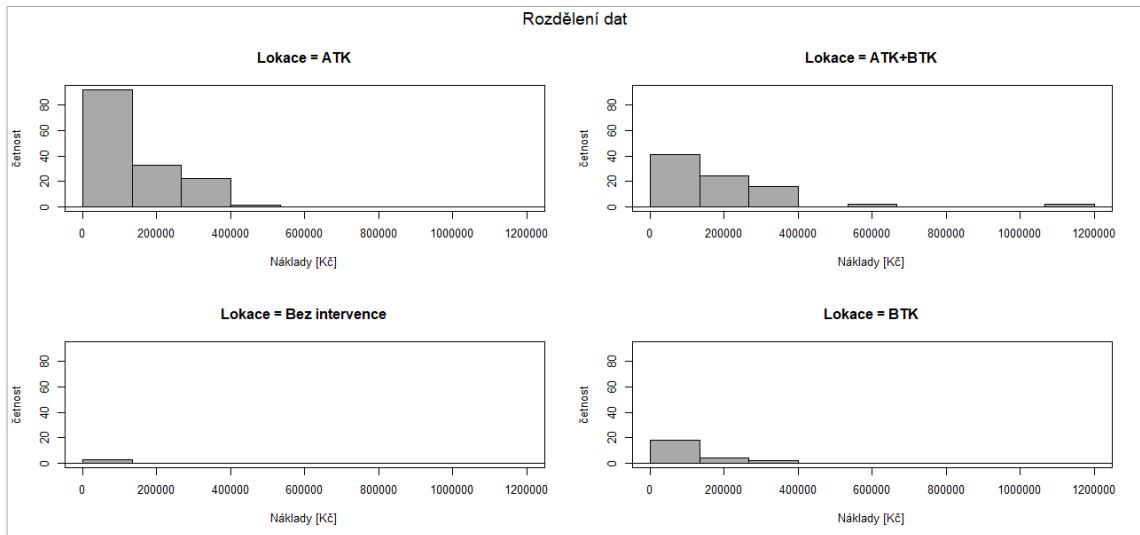 Rozdělení dat
Lokace = ATK
četnost
0 20 40 60 80
0 200000 400000 600000 800000 1000000 1200000
Náklady [Kč]
Lokace = ATK+BTK
četnost
0 20 40 60 80
0 200000 400000 600000 800000 1000000 1200000
Náklady [Kč]
Lokace = Bez intervence
četnost
0 20 40 60 80
0 200000 400000 600000 800000 1000000 1200000
Náklady [Kč]
Lokace = BTK
četnost
0 20 40 60 80
0 200000 400000 600000 800000 1000000 1200000
Náklady [Kč]